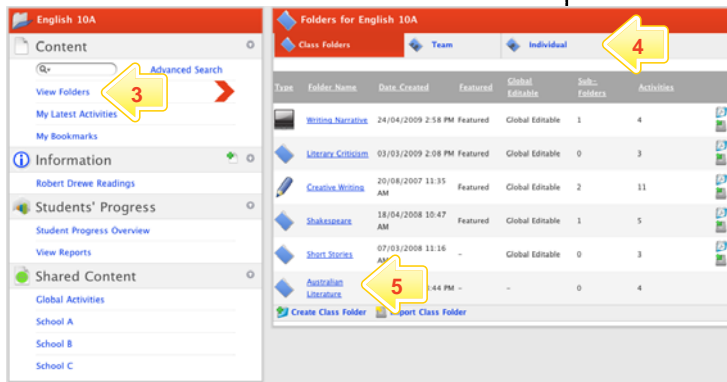 English 10A
Content
Advanced Search
View Folders
3
My Latest Activities
My Bookmarks
Information
Robert Drewe Readings
Students' Progress
Student Progress Overview
View Reports
Shared Content
Global Activities
School A
School B
School C
Folders for English 10A
Class Folders Team Individual 4
Type Folder Name Date Created Featured Global Editable Sub-Folders Activities
Writing Narrative 24/04/2009 2:58 PM Featured Global Editable 1 4
Literary Criticism 03/03/2009 2:08 PM Featured Global Editable 0 3
Creative Writing 20/08/2007 11:35 AM Featured Global Editable 2 11
Shakespeare 18/04/2008 10:47 AM Featured Global Editable 1 5
Short Stories 07/03/2008 11:16 - Global Editable 0 3
Australian Literature 5 :44 PM - - 0 4
Create Class Folder Class Folder